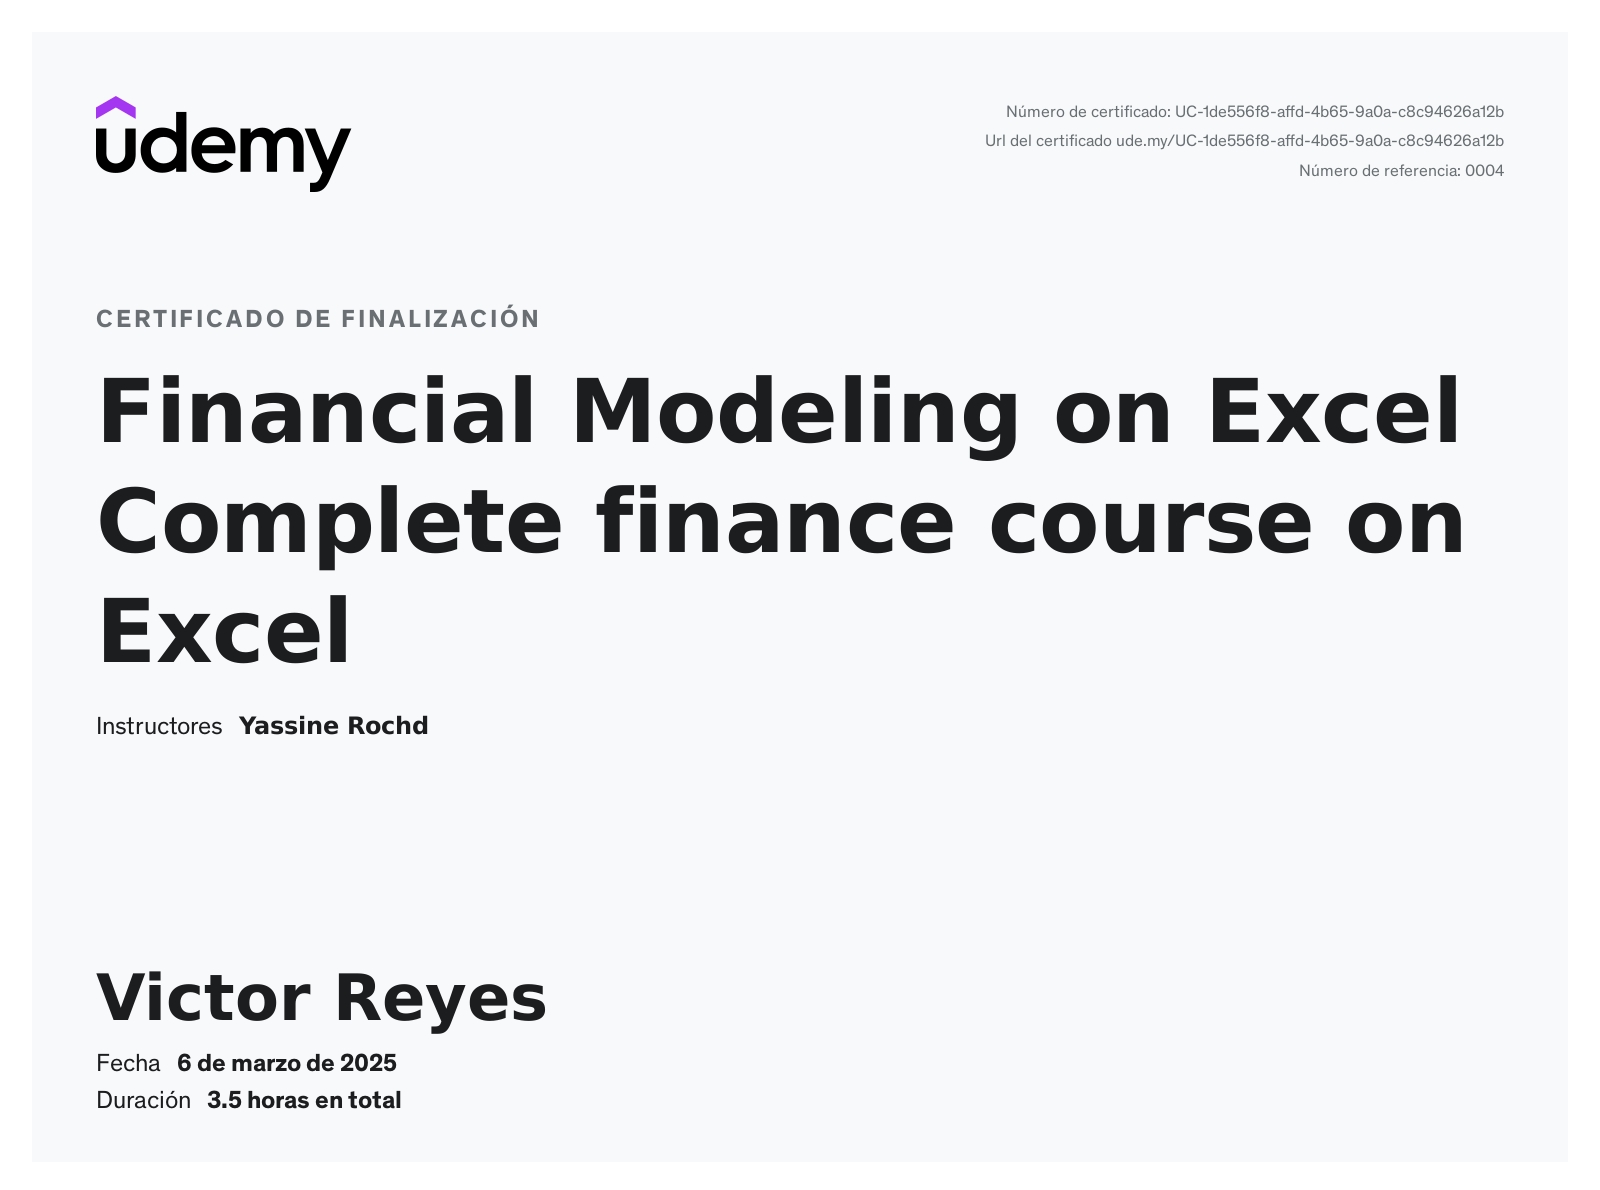 udemy
Número de certificado: UC-1de556f8-affd-4b65-9a0a-c8c94626a12b
Url del certificado ude.my/UC-1de556f8-affd-4b65-9a0a-c8c94626a12b
Número de referencia: 0004
CERTIFICADO DE FINALIZACIÓN
Financial Modeling on Excel
Complete finance course on
Excel
Instructores Yassine Rochd
Victor Reyes
Fecha 6 de marzo de 2025
Duración 3.5 horas en total